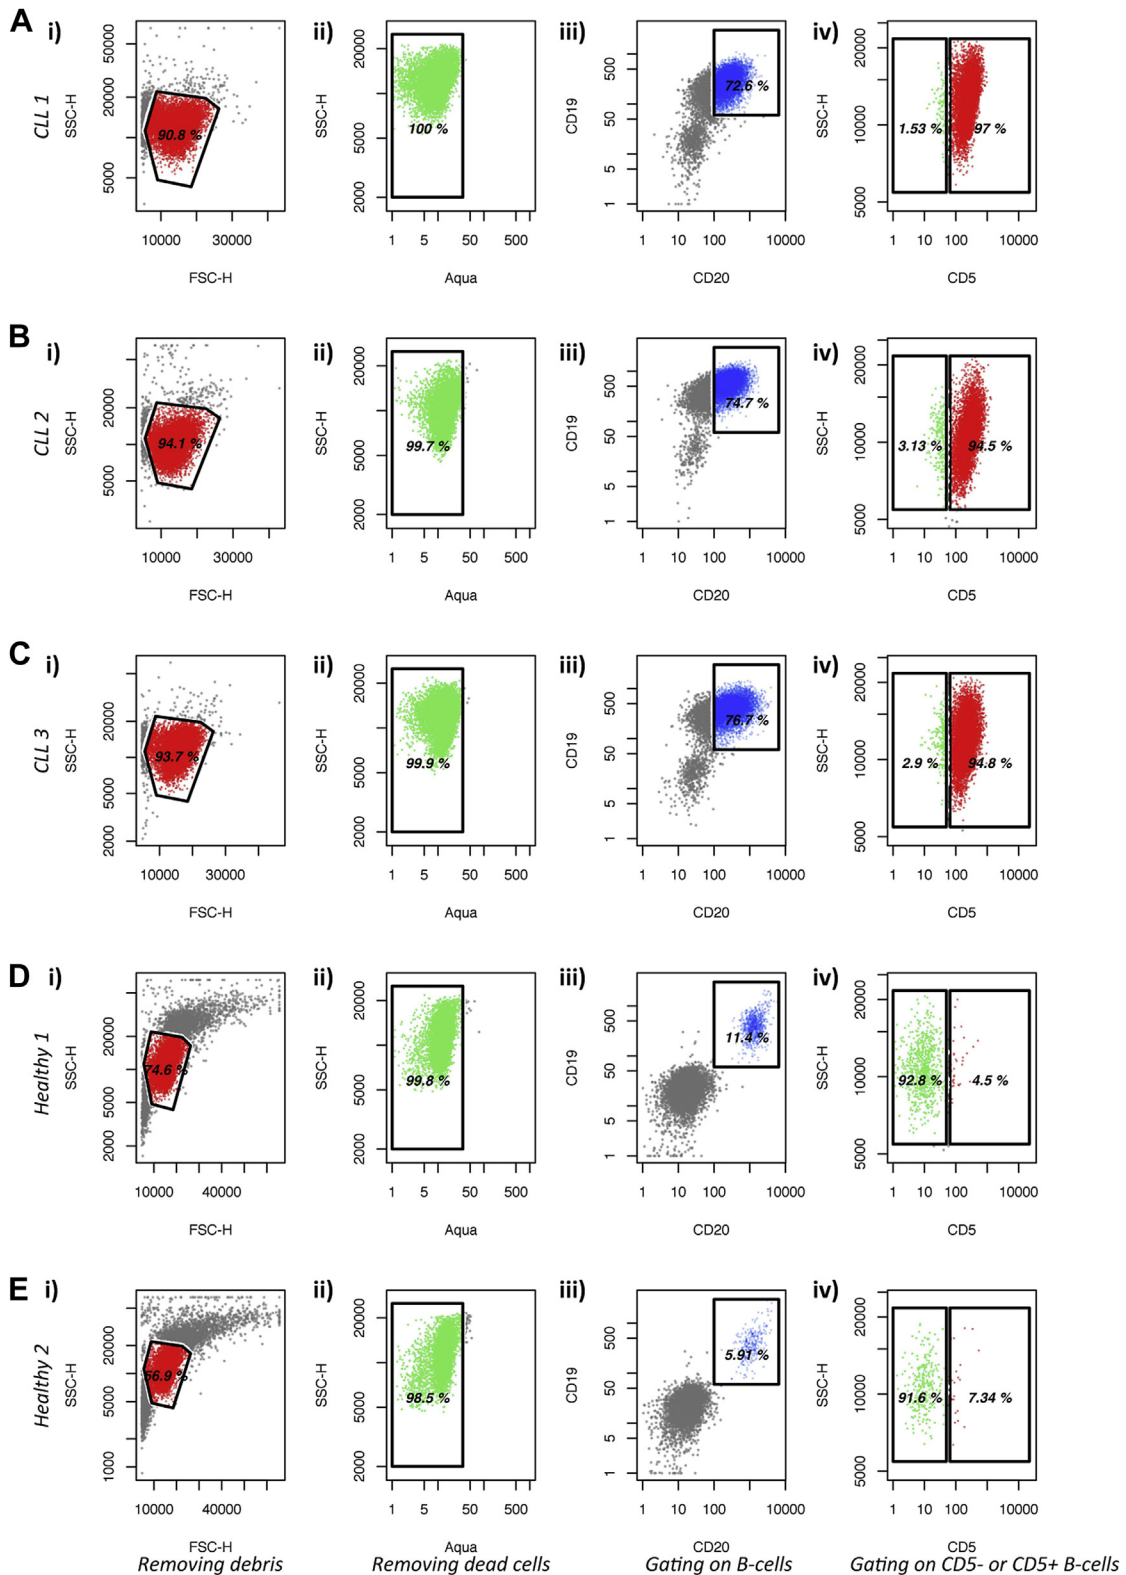 A i) ii) iii) iv)
CLL 1
SSC-H 5000 20000 50000
90.8 %
10000 30000
FSC-H
SSC-H 2000 5000 20000
100 %
1 5 50 500
Aqua
CD19 1 5 50 500
72.6 %
1 10 100 10000
CD20
SSC-H 5000 10000 20000
1.53 % 97 %
1 10 100 10000
CD5
B i) ii) iii) iv)
CLL 2
SSC-H 5000 20000
94.1 %
10000 30000
FSC-H
SSC-H 2000 5000 20000
99.7 %
1 5 50 500
Aqua
CD19 1 5 50 500
74.7 %
1 10 100 10000
CD20
SSC-H 5000 10000 20000
3.13 % 94.5 %
1 10 100 10000
CD5
C i) ii) iii) iv)
CLL 3
SSC-H 2000 5000 20000
93.7 %
10000 30000
FSC-H
SSC-H 2000 5000 20000
99.9 %
1 5 50 500
Aqua
CD19 1 5 50 500
76.7 %
1 10 100 10000
CD20
SSC-H 5000 10000 20000
2.9 % 94.8 %
1 10 100 10000
CD5
D i) ii) iii) iv)
Healthy 1
SSC-H 2000 5000 20000
74.6 %
10000 40000
FSC-H
SSC-H 2000 5000 20000
99.8 %
1 5 50 500
Aqua
CD19 1 5 50 500
11.4 %
1 10 100 10000
CD20
SSC-H 5000 10000 20000
92.8 % 4.5 %
1 10 100 10000
CD5
E i) ii) iii) iv)
Healthy 2
SSC-H 1000 5000 20000
56.9 %
10000 40000
FSC-H
SSC-H 2000 5000 20000
98.5 %
1 5 50 500
Aqua
CD19 1 5 50 500
5.91 %
1 10 100 10000
CD20
SSC-H 5000 10000 20000
91.6 % 7.34 %
1 10 100 10000
CD5
Removing debris
Removing dead cells
Gating on B-cells
Gating on CD5- or CD5+ B-cells